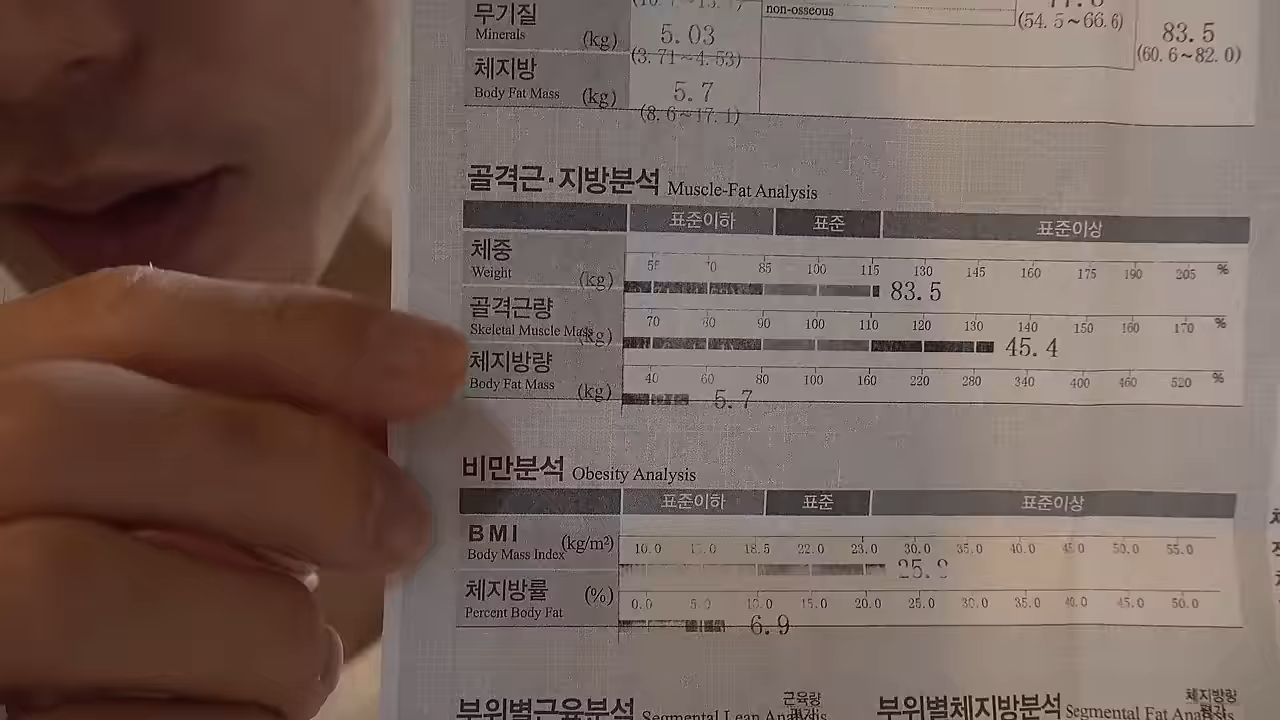 무기질
Minerals (kg) 5.03
(3.71~4.53)
non-osseous
(54.5~66.6)
83.5
(60.6~82.0)
체지방
Body Fat Mass (kg) 5.7
(8.6~17.1)
골격근·지방분석 Muscle-Fat Analysis
표준이하 표준 표준이상
체중
Weight (kg)
85 100 115 130 145 160 175 190 205 %
83.5
골격근량
Skeletal Muscle Mass (kg)
70 80 90 100 110 120 130 140 150 160 170 %
45.4
체지방량
Body Fat Mass (kg)
40 60 80 100 160 220 280 340 400 460 520 %
5.7
비만분석 Obesity Analysis
표준이하 표준 표준이상
BMI
Body Mass Index (kg/m²)
10.0 18.5 22.0 23.0 30.0 35.0 40.0 45.0 50.0 55.0
체지방률
Percent Body Fat (%)
0.0 5.0 10.0 15.0 20.0 25.0 30.0 35.0 40.0 45.0 50.0
6.9
부위별근육분석 Segmental Lean Analysis 근육량
부위별체지방분석 Segmental Fat Analysis 체지방량